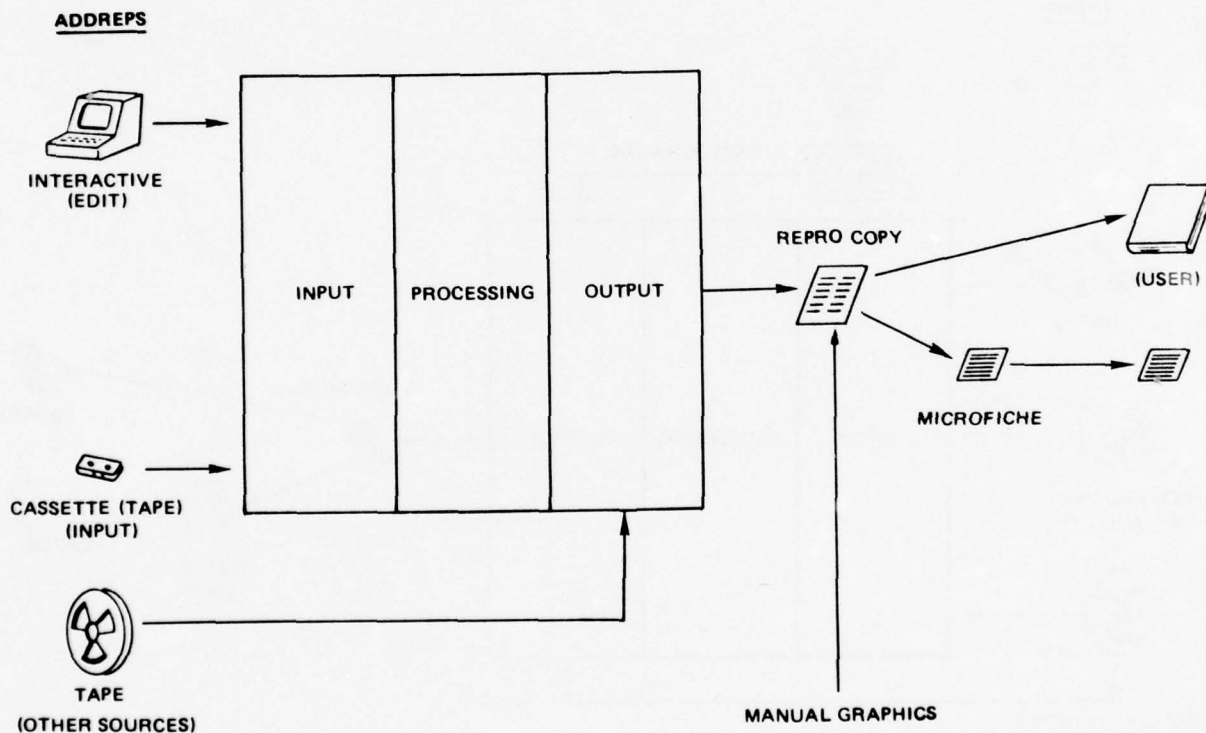 ADDREPS
INTERACTIVE
(EDIT)
INPUT
PROCESSING
OUTPUT
REPRO COPY
(USER)
MICROFICHE
CASSETTE (TAPE)
(INPUT)
TAPE
(OTHER SOURCES)
MANUAL GRAPHICS